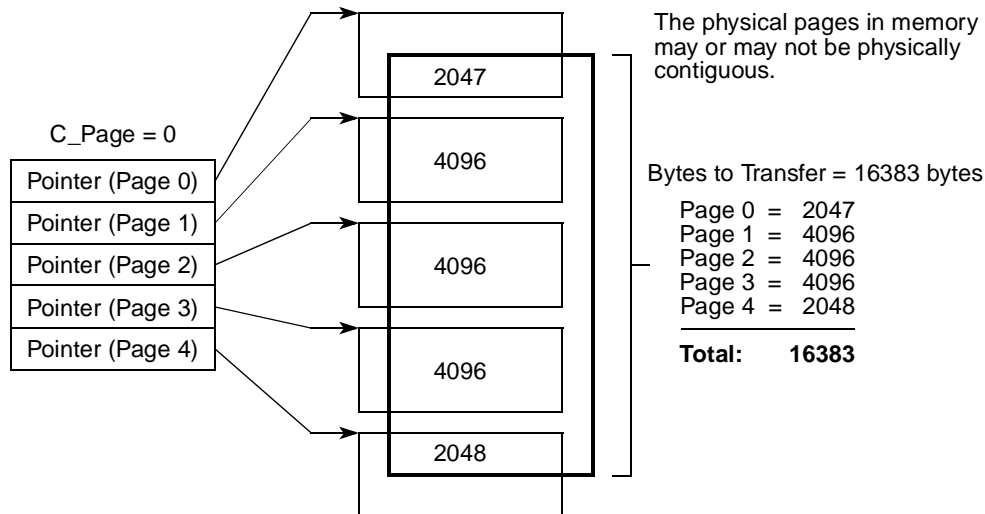 The physical pages in memory
may or may not be physically
contiguous.
2047
C_Page = 0
Pointer (Page 0)
Pointer (Page 1)
Pointer (Page 2)
Pointer (Page 3)
Pointer (Page 4)
4096
4096
4096
2048
Bytes to Transfer = 16383 bytes
Page 0 = 2047
Page 1 = 4096
Page 2 = 4096
Page 3 = 4096
Page 4 = 2048
Total: 16383